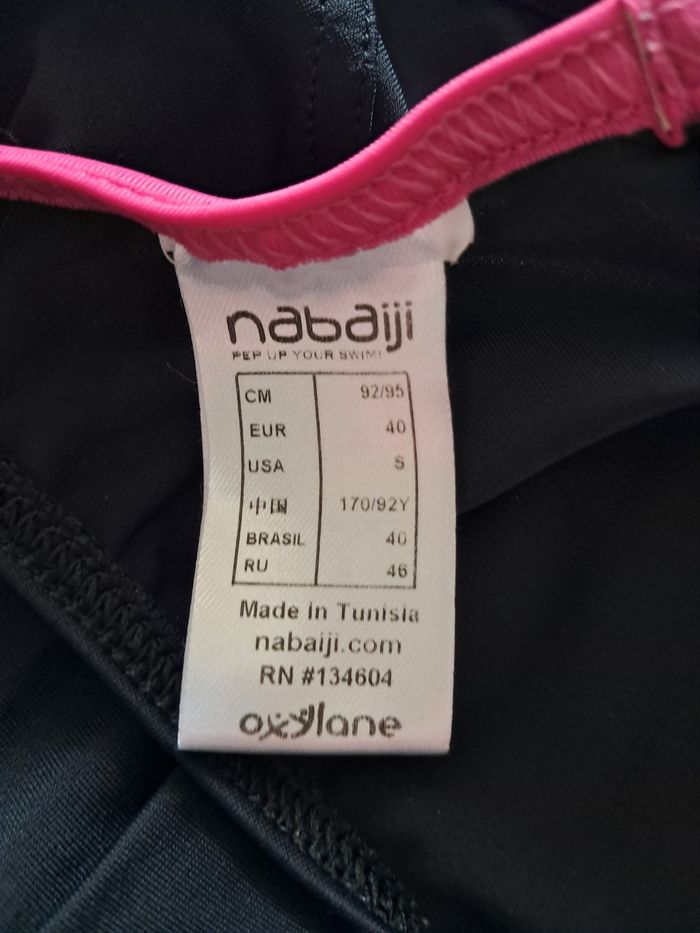 nabaiji
PEP UP YOUR SWIM!
CM 92/95
EUR 40
USA S
中国 170/92Y
BRASIL 40
RU 46
Made in Tunisia
nabaiji.com
RN #134604
oxylane